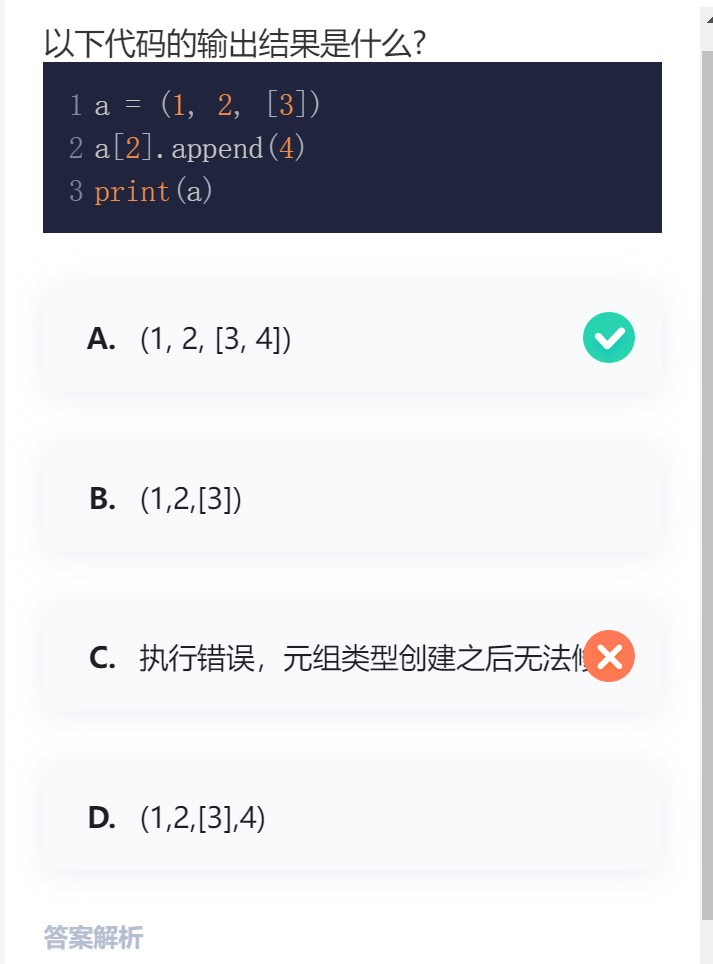 以下代码的输出结果是什么?
1 a = (1, 2, [3])
2 a[2].append(4)
3 print(a)
A. (1, 2, [3, 4])
B. (1,2,[3])
C. 执行错误，元组类型创建之后无法
D. (1,2,[3],4)
答案解析